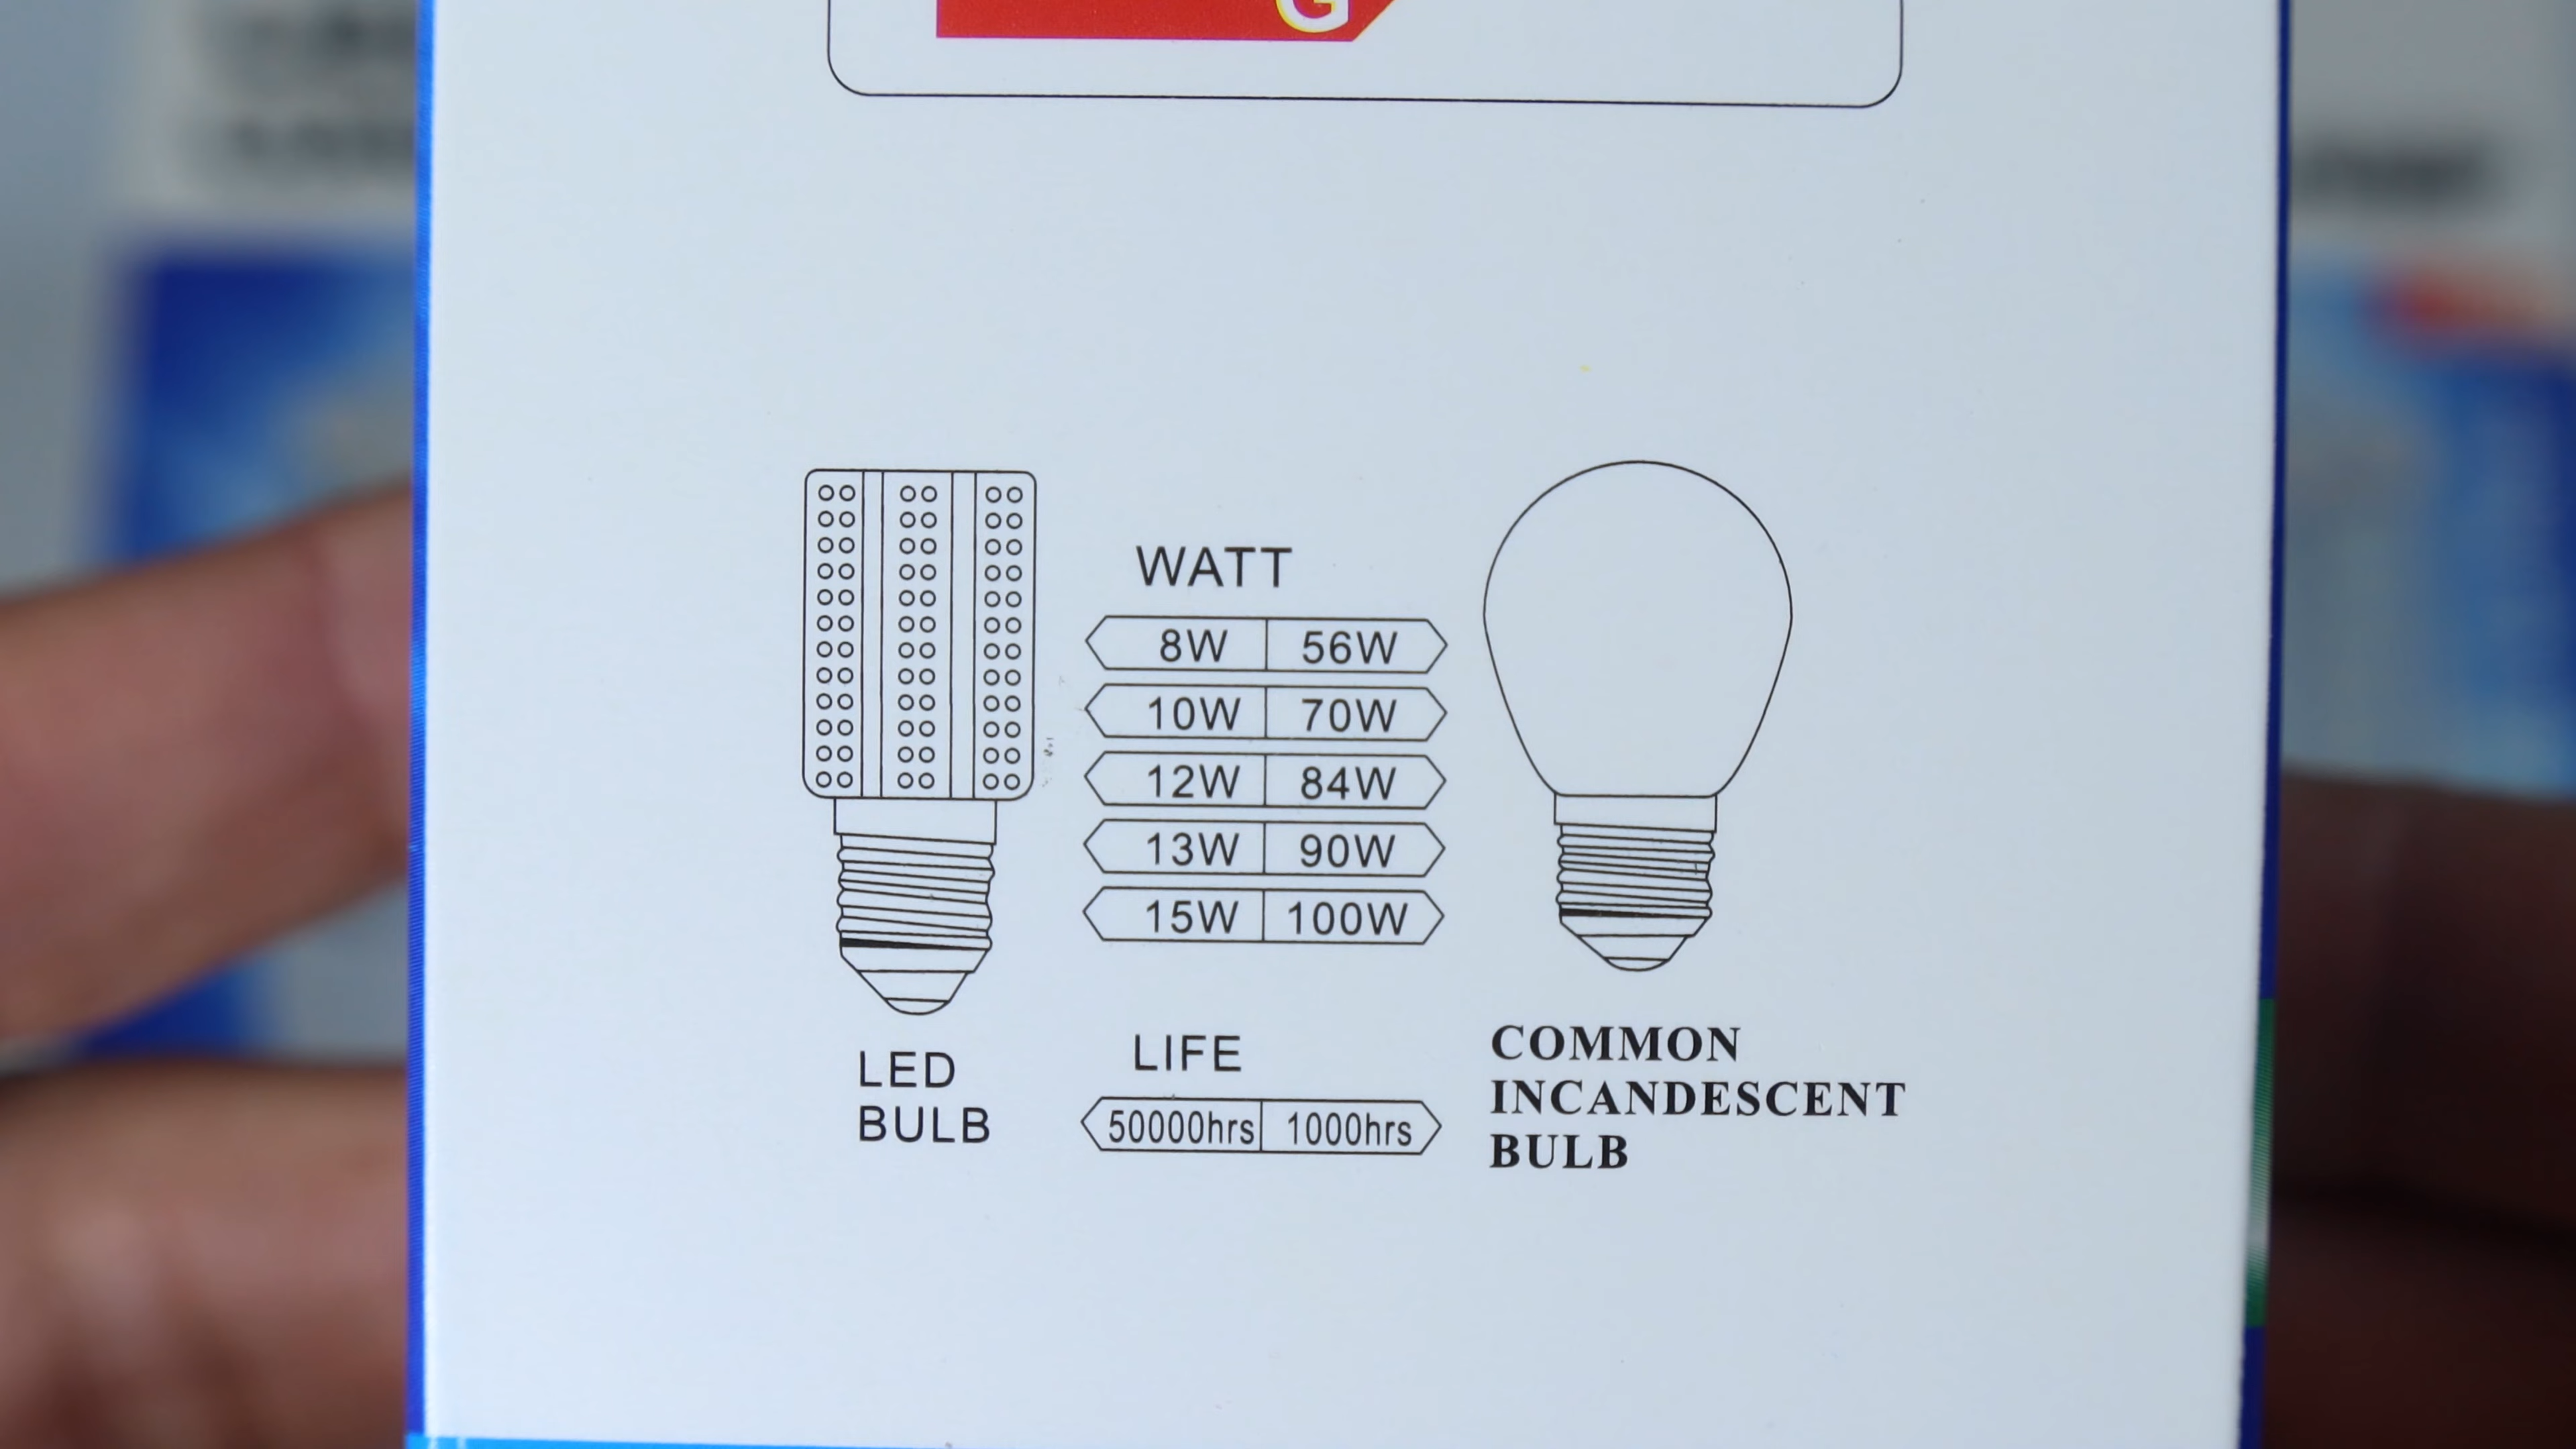 G
WATT
8W 56W
10W 70W
12W 84W
13W 90W
15W 100W
LED
BULB
LIFE
50000hrs 1000hrs
COMMON
INCANDESCENT
BULB